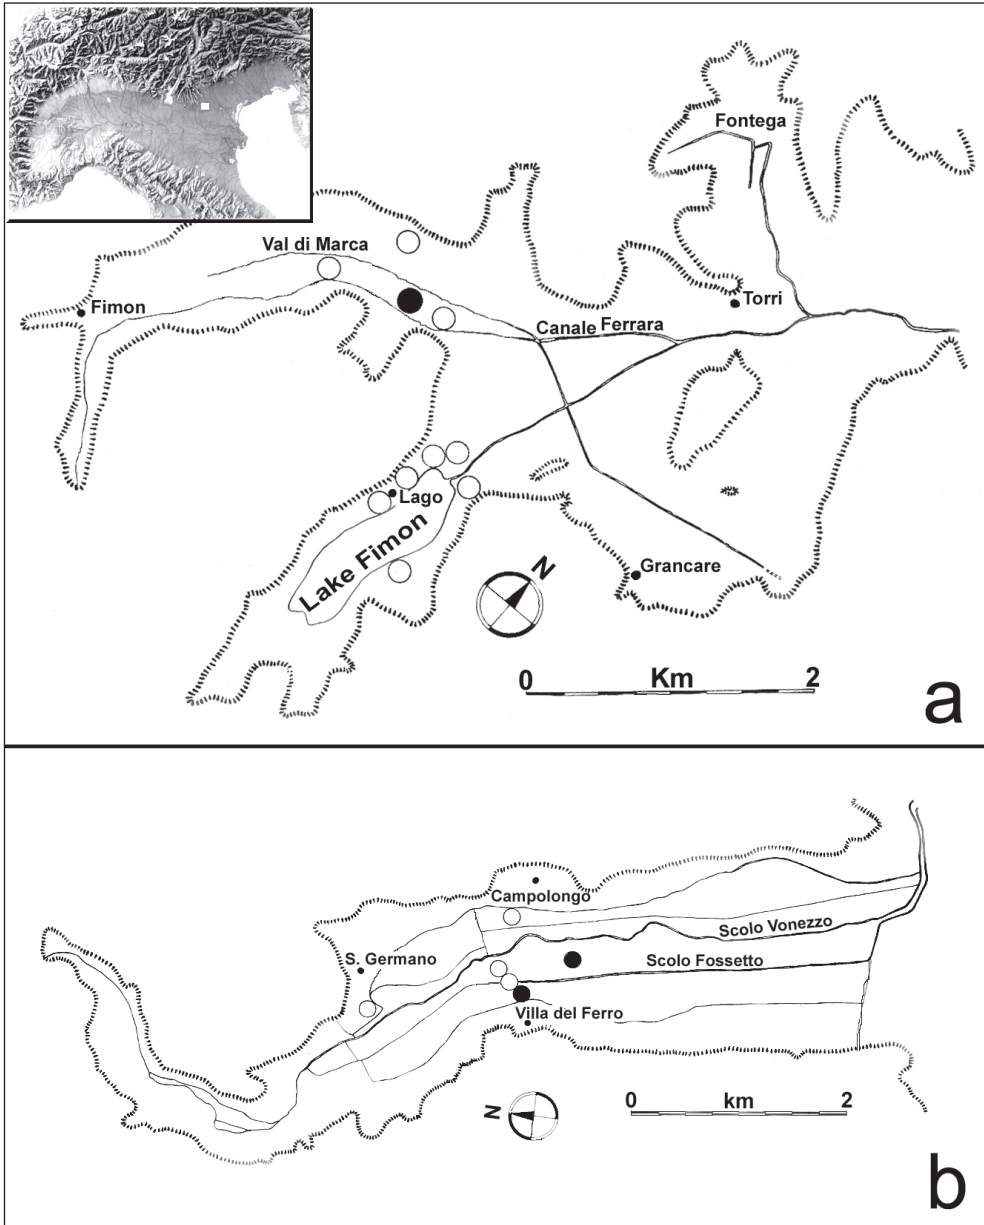 Fontega
Val di Marca
Fimon
Torri
Canale Ferrara
Lago
Lake Fimon
N
Grancare
0 Km 2
a
Campolongo
Scolo Vonezzo
S. Germano
Scolo Fossetto
Villa del Ferro
N
0 km 2
b